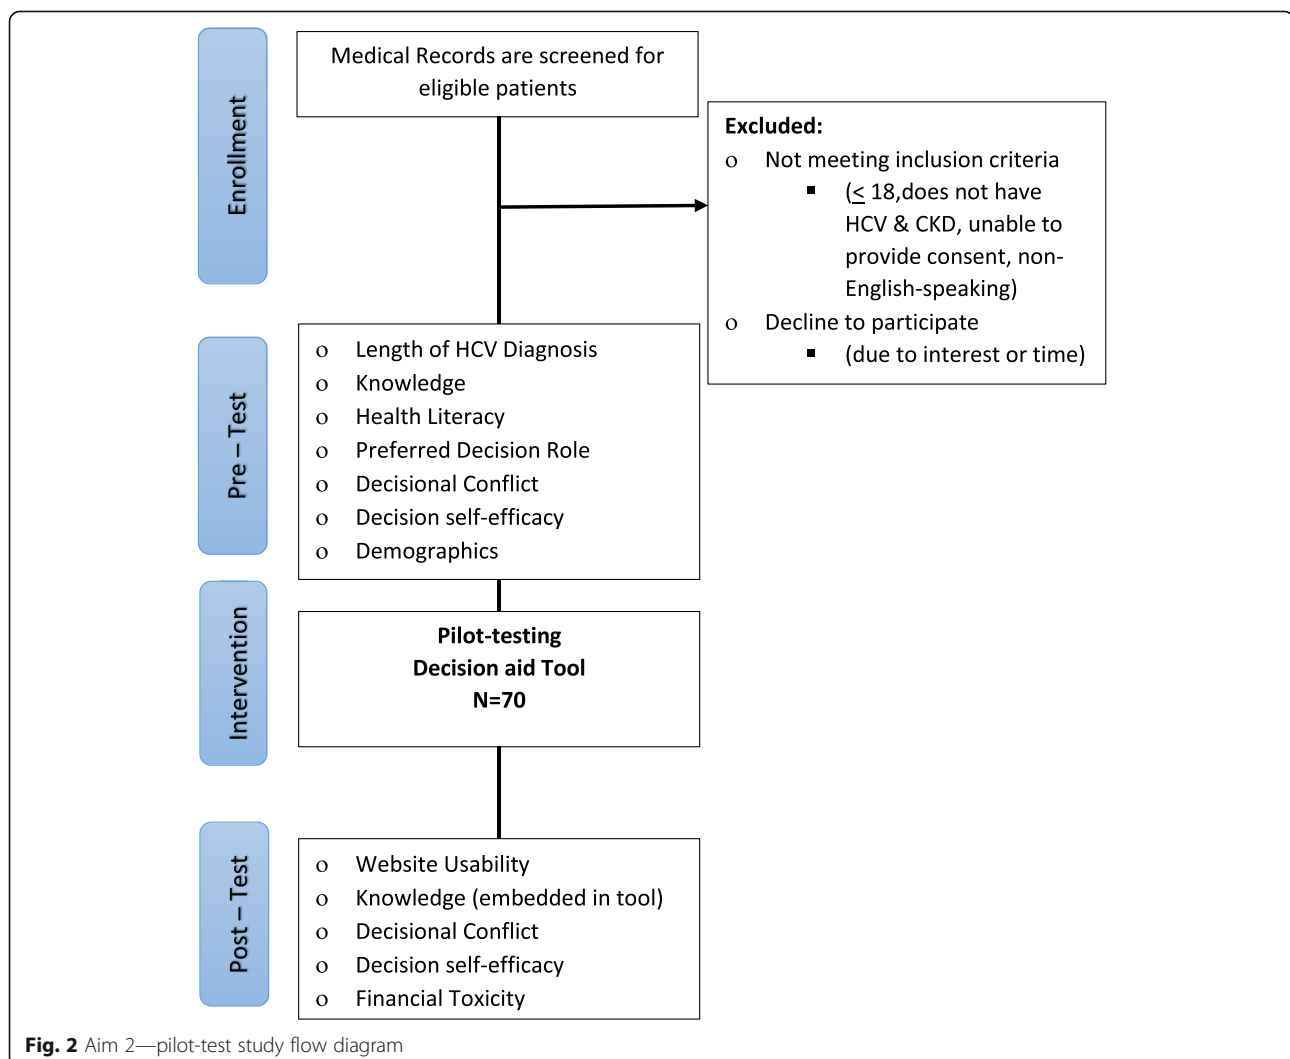 Enrollment
Medical Records are screened for
eligible patients
Excluded:
o Not meeting inclusion criteria
▪ (≤ 18,does not have
HCV & CKD, unable to
provide consent, non-
English-speaking)
o Decline to participate
▪ (due to interest or time)
Pre – Test
o Length of HCV Diagnosis
o Knowledge
o Health Literacy
o Preferred Decision Role
o Decisional Conflict
o Decision self-efficacy
o Demographics
Intervention
Pilot-testing
Decision aid Tool
N=70
Post – Test
o Website Usability
o Knowledge (embedded in tool)
o Decisional Conflict
o Decision self-efficacy
o Financial Toxicity
Fig. 2 Aim 2—pilot-test study flow diagram